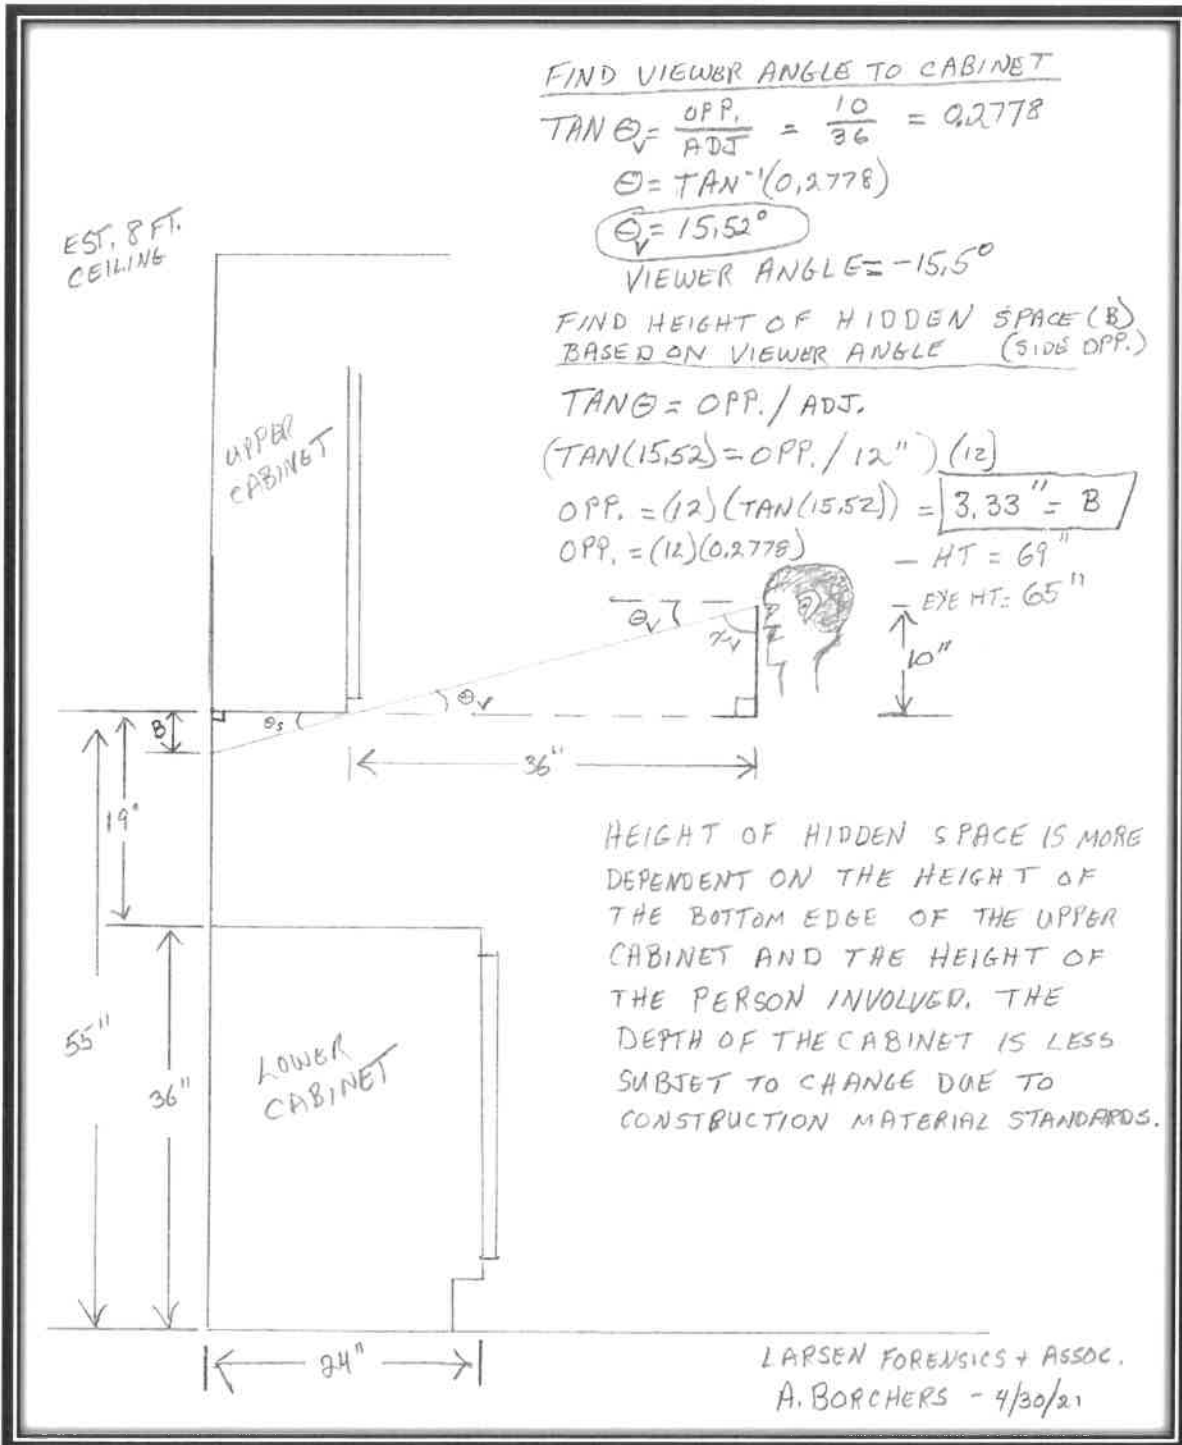 FIND VIEWER ANGLE TO CABINET
TAN Θv = OPP. / ADJ = 10 / 36 = 0.2778
Θ = TAN⁻¹(0.2778)
Θv = 15.52°
VIEWER ANGLE = -15.5°
EST. 8 FT.
CEILING
FIND HEIGHT OF HIDDEN SPACE (B)
BASED ON VIEWER ANGLE (SIDE OPP.)
TANΘ = OPP. / ADJ.
(TAN(15.52) = OPP. / 12") (12)
OPP. = (12)(TAN(15.52)) = 3.33" = B
OPP. = (12)(0.2778)
UPPER
CABINET
- HT = 69"
- EYE HT. = 65"
Θv
10"
Θv
B
Θs
36"
19"
HEIGHT OF HIDDEN SPACE IS MORE
DEPENDENT ON THE HEIGHT OF
THE BOTTOM EDGE OF THE UPPER
CABINET AND THE HEIGHT OF
THE PERSON INVOLVED. THE
DEPTH OF THE CABINET IS LESS
SUBJET TO CHANGE DUE TO
CONSTRUCTION MATERIAL STANDARDS.
55"
36"
LOWER
CABINET
24"
LARSEN FORENSICS + ASSOC.
A. BORCHERS - 4/30/21